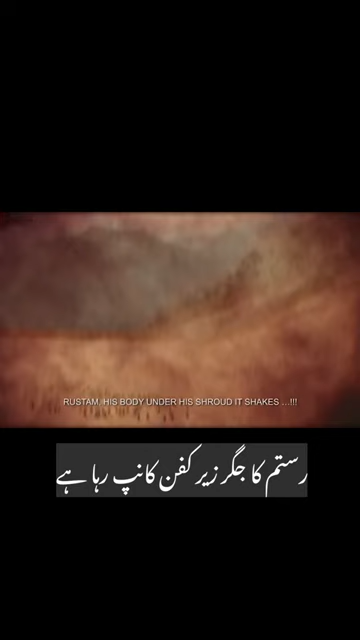 RUSTAM, HIS BODY UNDER HIS SHROUD IT SHAKES ...!!!
رستم کا جگر زیر کفن کانپ رہا ہے